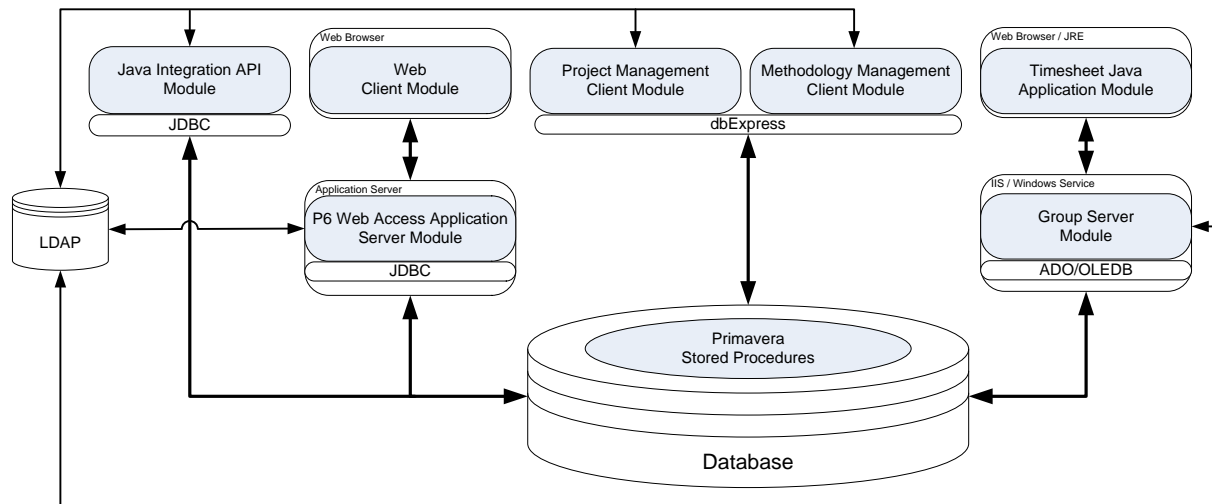 Java Integration API
Module
JDBC
Web Browser
Web
Client Module
Project Management
Client Module
Methodology Management
Client Module
dbExpress
Web Browser / JRE
Timesheet Java
Application Module
LDAP
Application Server
P6 Web Access Application
Server Module
JDBC
IIS / Windows Service
Group Server
Module
ADO/OLEDB
Primavera
Stored Procedures
Database